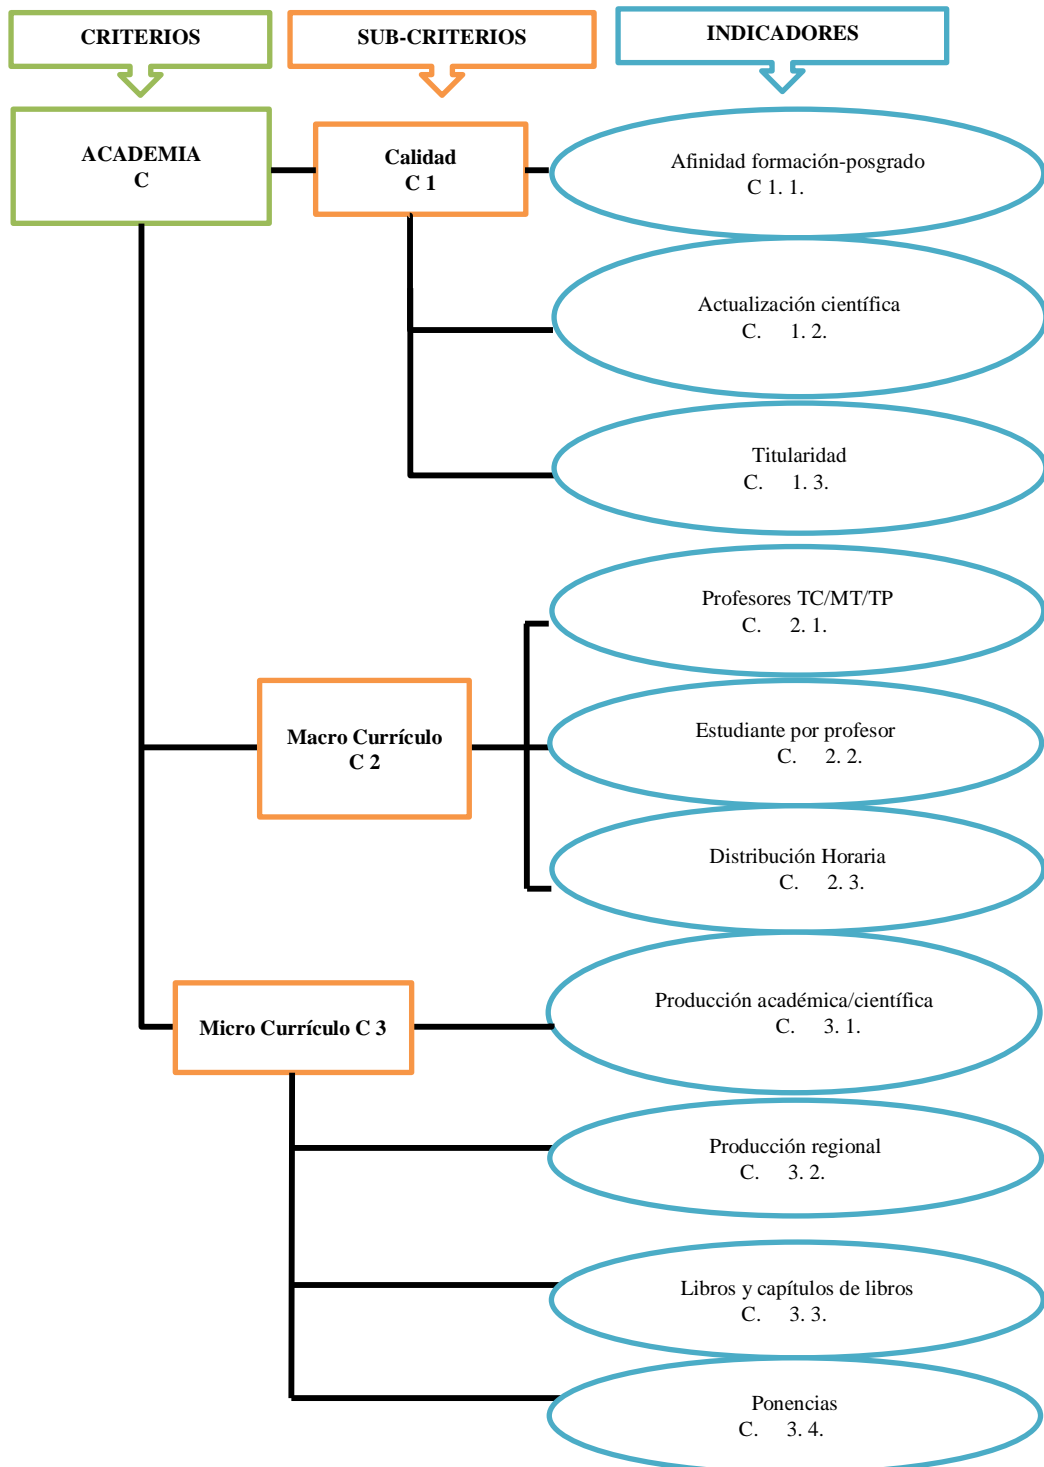 CRITERIOS
SUB-CRITERIOS
INDICADORES
ACADEMIA
C
Calidad
C 1
Afinidad formación-posgrado
C 1. 1.
Actualización científica
C. 1. 2.
Titularidad
C. 1. 3.
Profesores TC/MT/TP
C. 2. 1.
Macro Currículo
C 2
Estudiante por profesor
C. 2. 2.
Distribución Horaria
C. 2. 3.
Micro Currículo C 3
Producción académica/científica
C. 3. 1.
Producción regional
C. 3. 2.
Libros y capítulos de libros
C. 3. 3.
Ponencias
C. 3. 4.